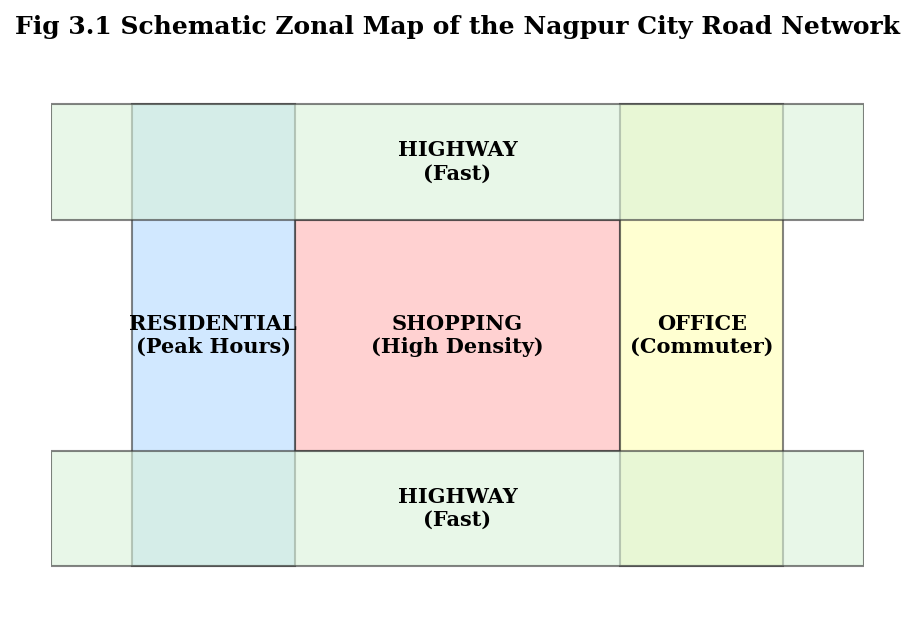 Fig 3.1 Schematic Zonal Map of the Nagpur City Road Network
HIGHWAY
(Fast)
RESIDENTIAL
(Peak Hours)
SHOPPING
(High Density)
OFFICE
(Commuter)
HIGHWAY
(Fast)